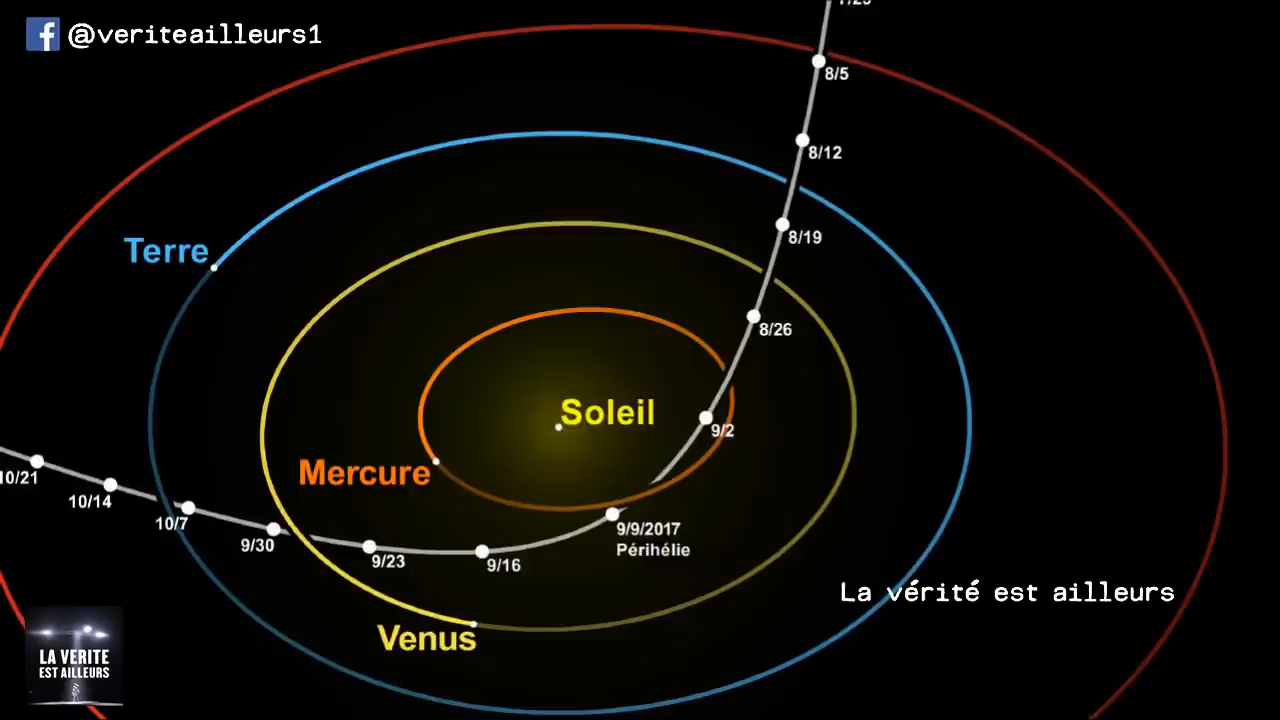 @veriteailleurs1
8/5
8/12
8/19
Terre
8/26
Soleil
9/2
Mercure
10/21
10/14
10/7
9/30
9/23
9/16
9/9/2017
Périhélie
La vérité est ailleurs
Venus
LA VERITE
EST AILLEURS